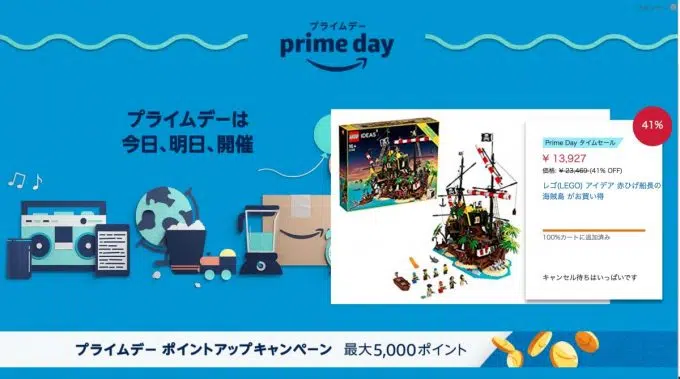 プライムデー
prime day
プライムデーは
今日、明日、開催
41%
Prime Day タイムセール
¥ 13,927
価格: ¥ 23,469 (41% OFF)
レゴ(LEGO) アイデア 赤ひげ船長の
海賊島 がお買い得
100%カートに追加済み
キャンセル待ちはいっぱいです
LEGO IDEAS
プライムデー ポイントアップキャンペーン 最大5,000ポイント